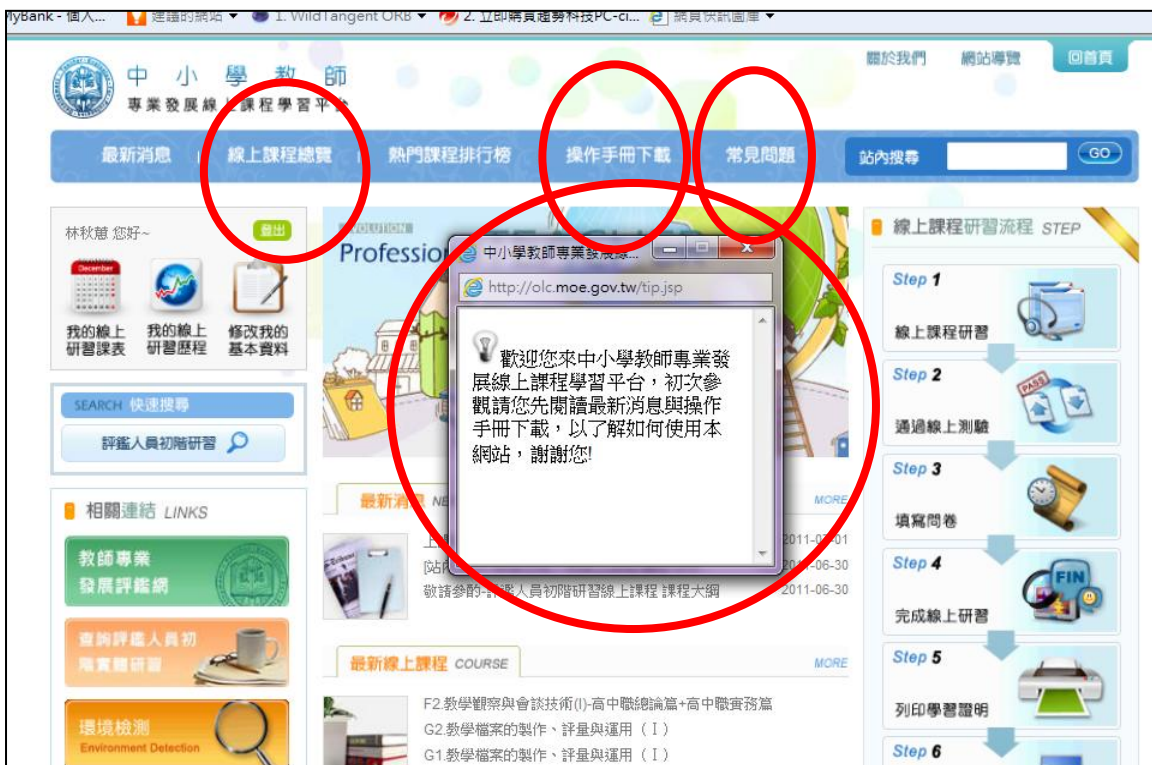 MyBank - 個人...
建議的網站
1. WildTangent ORB
2. 立即購買趨勢科技PC-ci...
網頁快訊圖庫
中小學教師
專業發展線上課程學習平台
關於我們 網站導覽 回首頁
最新消息 | 線上課程總覽 | 熱門課程排行榜 操作手冊下載 常見問題
站內搜尋 GO
林秋慧 您好~ 登出
December
我的線上
研習課表
我的線上
研習歷程
修改我的
基本資料
SEARCH 快速搜尋
評鑑人員初階研習
相關連結 LINKS
教師專業
發展評鑑網
查詢評鑑人員初
階實體研習
環境檢測
Environment Detection
EVOLUTION
Profession
中小學教師專業發展線...
http://olc.moe.gov.tw/tip.jsp
歡迎您來中小學教師專業發
展線上課程學習平台,初次參
觀請您先閱讀最新消息與操作
手冊下載,以了解如何使用本
網站,謝謝您!
最新消息 NE
MORE
2011-07-01
[站內
2011-06-30
敬請參酌-評鑑人員初階研習線上課程 課程大綱
2011-06-30
最新線上課程 COURSE
MORE
F2.教學觀察與會談技術(I)-高中職總論篇+高中職實務篇
G2.教學檔案的製作、評量與運用(I)
G1.教學檔案的製作、評量與運用(I)
線上課程研習流程 STEP
Step 1
線上課程研習
Step 2
PASS
通過線上測驗
Step 3
填寫問卷
Step 4
FIN
完成線上研習
Step 5
列印學習證明
Step 6